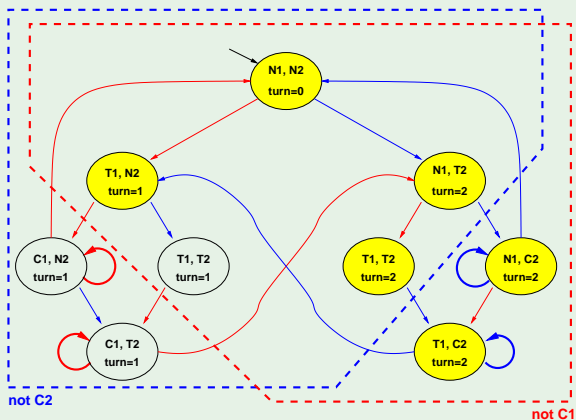 N1, N2
turn=0
T1, N2
turn=1
N1, T2
turn=2
C1, N2
turn=1
T1, T2
turn=1
T1, T2
turn=2
N1, C2
turn=2
C1, T2
turn=1
T1, C2
turn=2
not C2
not C1